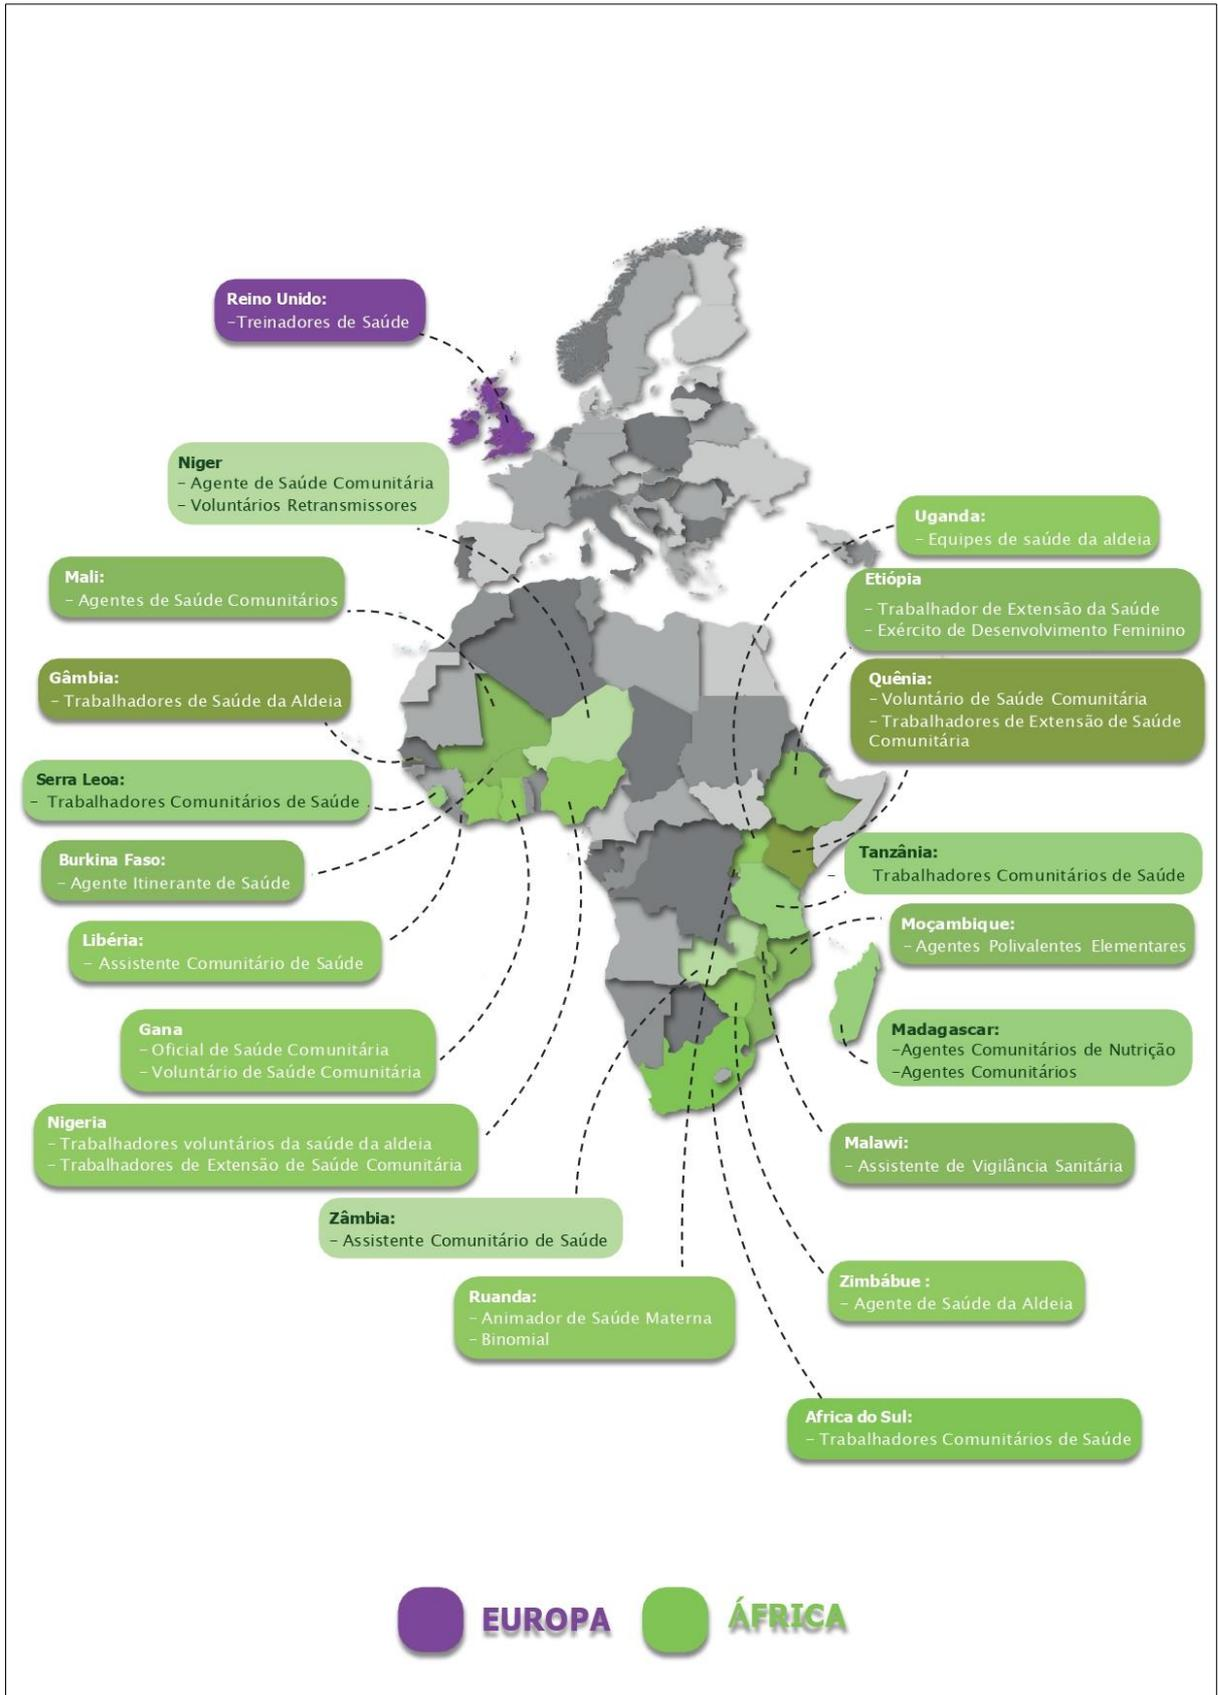 Reino Unido:
-Treinadores de Saúde
Niger
- Agente de Saúde Comunitária
- Voluntários Retransmissores
Mali:
- Agentes de Saúde Comunitários
Gâmbia:
- Trabalhadores de Saúde da Aldeia
Serra Leoa:
- Trabalhadores Comunitários de Saúde
Burkina Faso:
- Agente Itinerante de Saúde
Libéria:
- Assistente Comunitário de Saúde
Gana
- Oficial de Saúde Comunitária
- Voluntário de Saúde Comunitária
Nigeria
- Trabalhadores voluntários da saúde da aldeia
- Trabalhadores de Extensão de Saúde Comunitária
Zâmbia:
- Assistente Comunitário de Saúde
Ruanda:
- Animador de Saúde Materna
- Binomial
Uganda:
- Equipes de saúde da aldeia
Etiópia
- Trabalhador de Extensão da Saúde
- Exército de Desenvolvimento Feminino
Quênia:
- Voluntário de Saúde Comunitária
- Trabalhadores de Extensão de Saúde
Comunitária
Tanzânia:
- Trabalhadores Comunitários de Saúde
Moçambique:
- Agentes Polivalentes Elementares
Madagascar:
-Agentes Comunitários de Nutrição
-Agentes Comunitários
Malawi:
- Assistente de Vigilância Sanitária
Zimbábue :
- Agente de Saúde da Aldeia
Africa do Sul:
- Trabalhadores Comunitários de Saúde
EUROPA
ÁFRICA